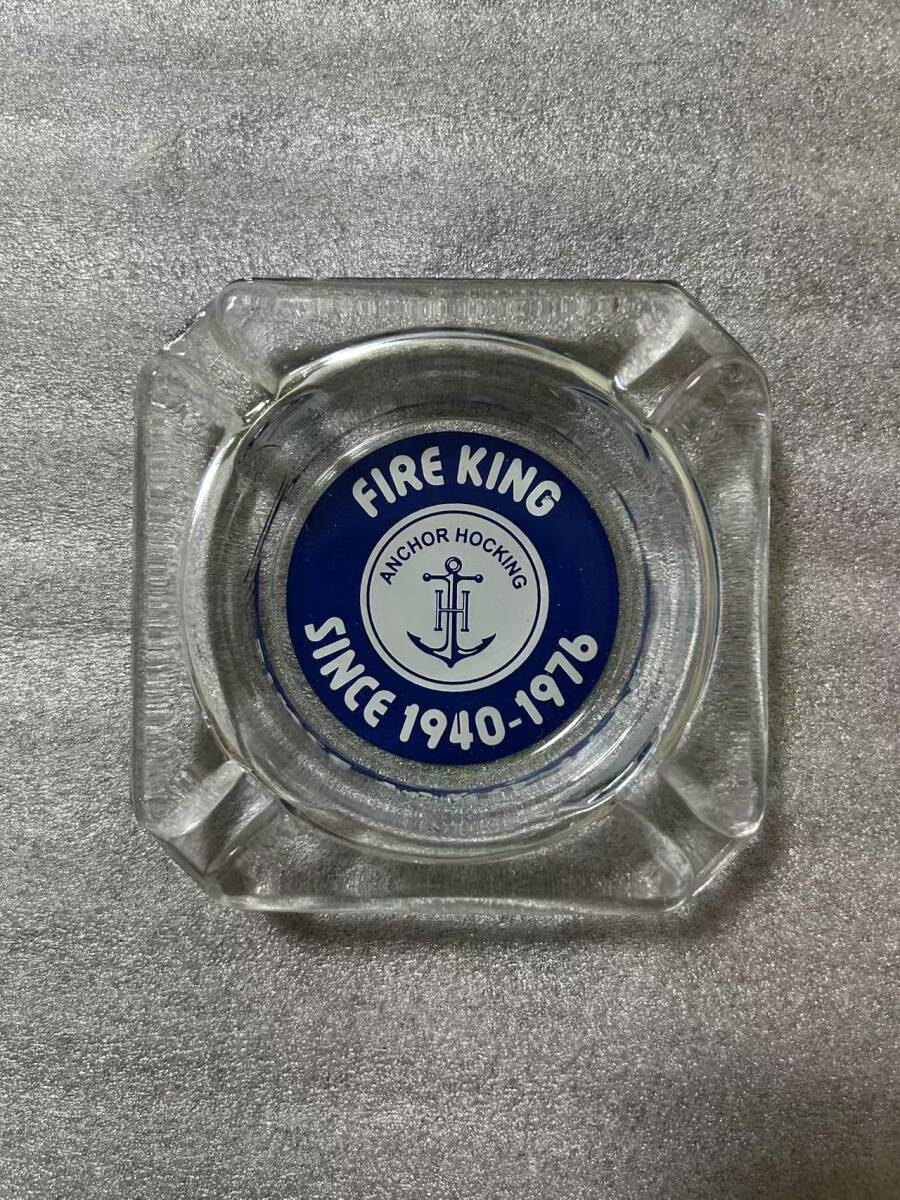 FIRE KING
ANCHOR HOCKING
H
SINCE 1940-1976